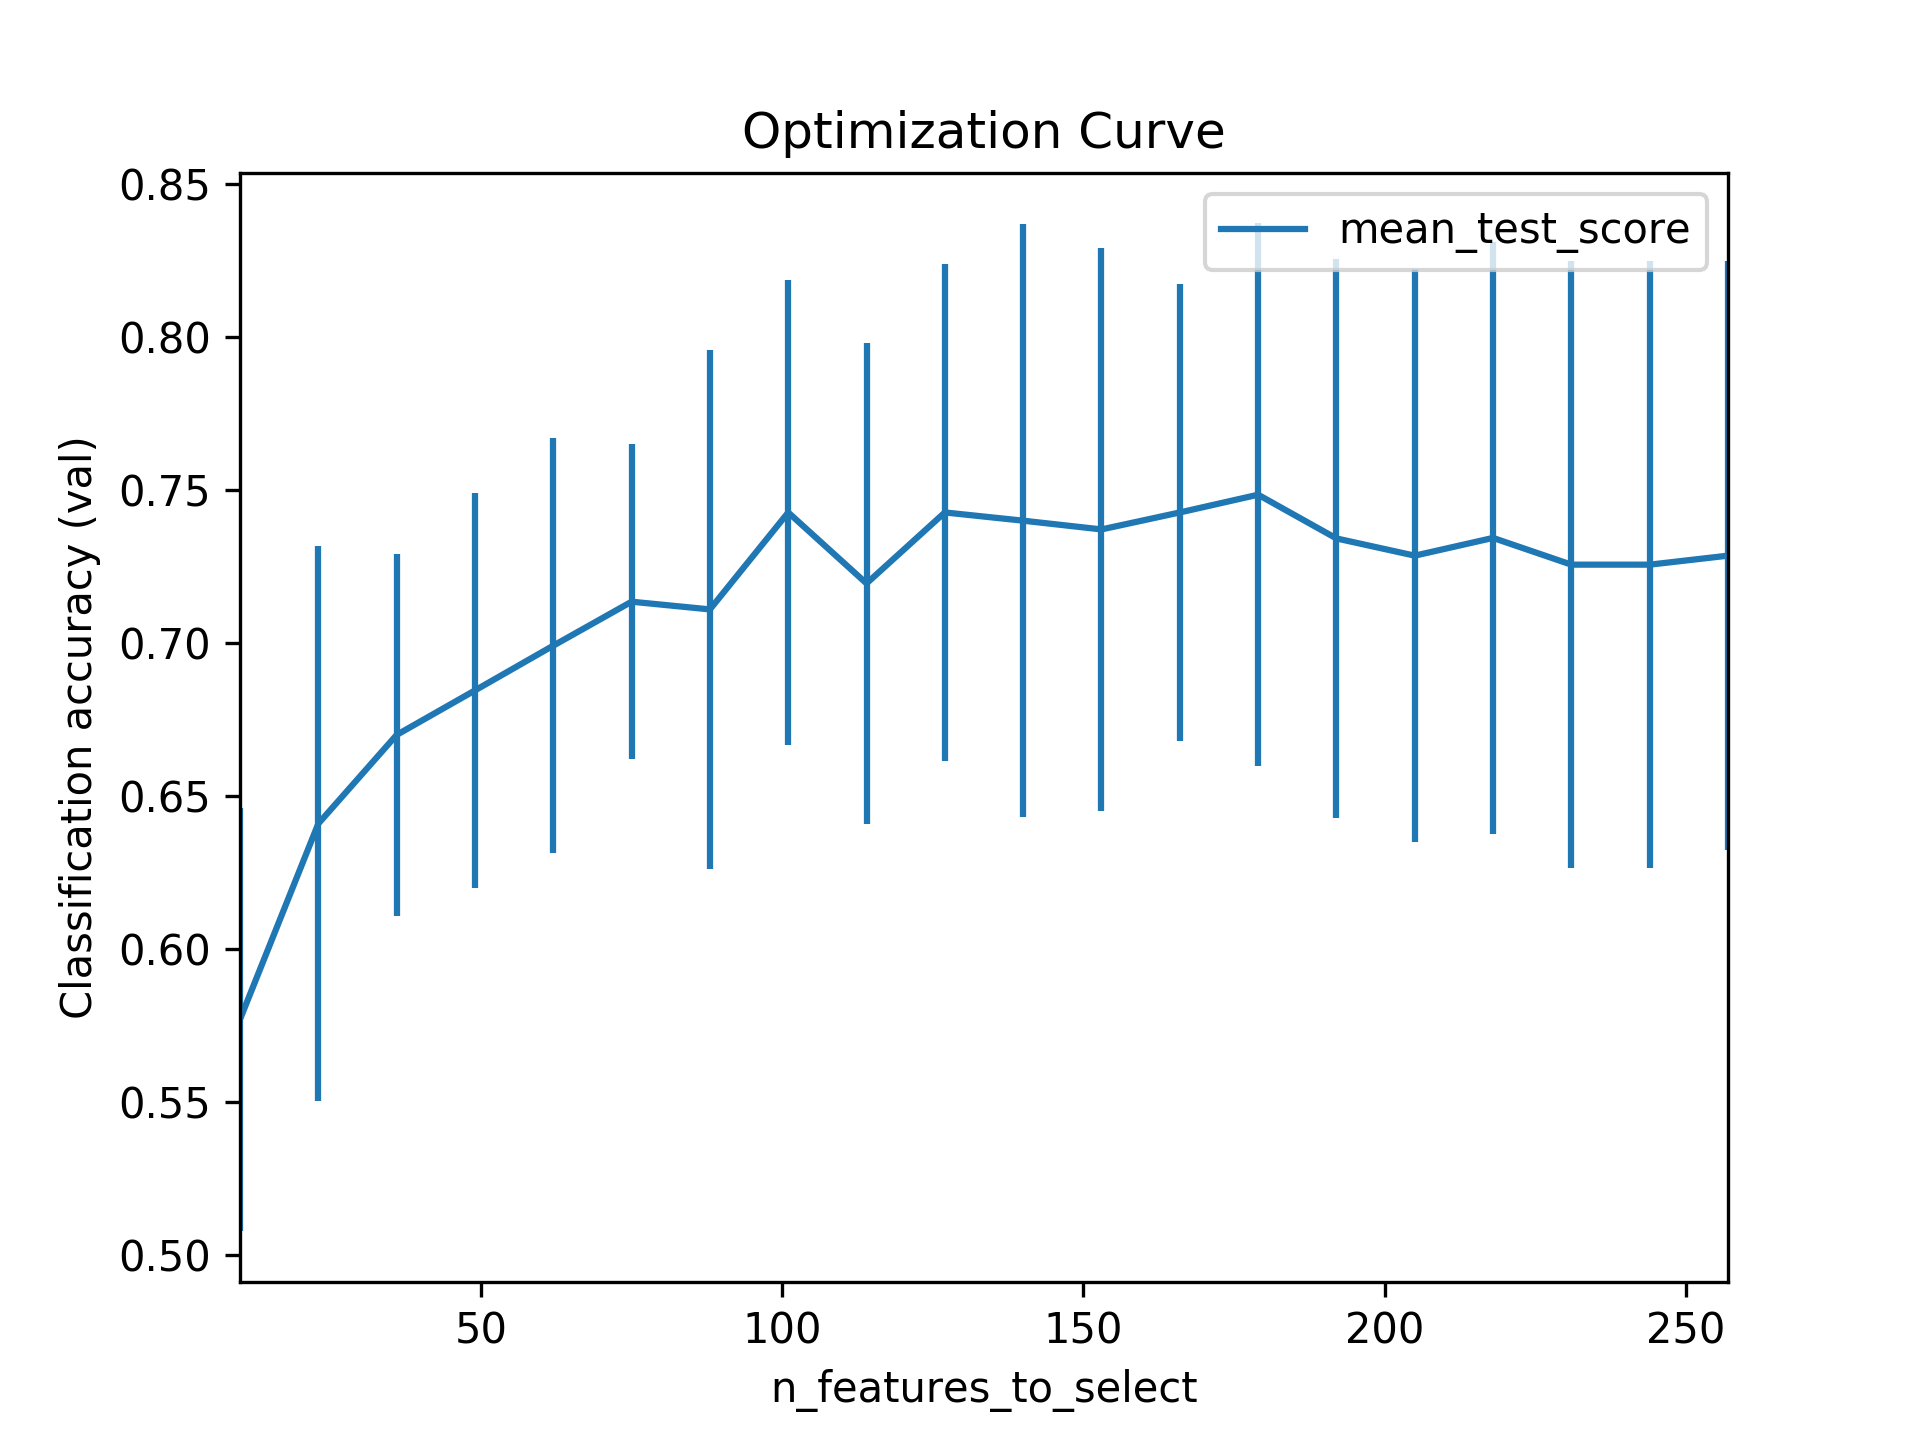 Optimization Curve
mean_test_score
Classification accuracy (val)
0.85
0.80
0.75
0.70
0.65
0.60
0.55
0.50
50 100 150 200 250
n_features_to_select